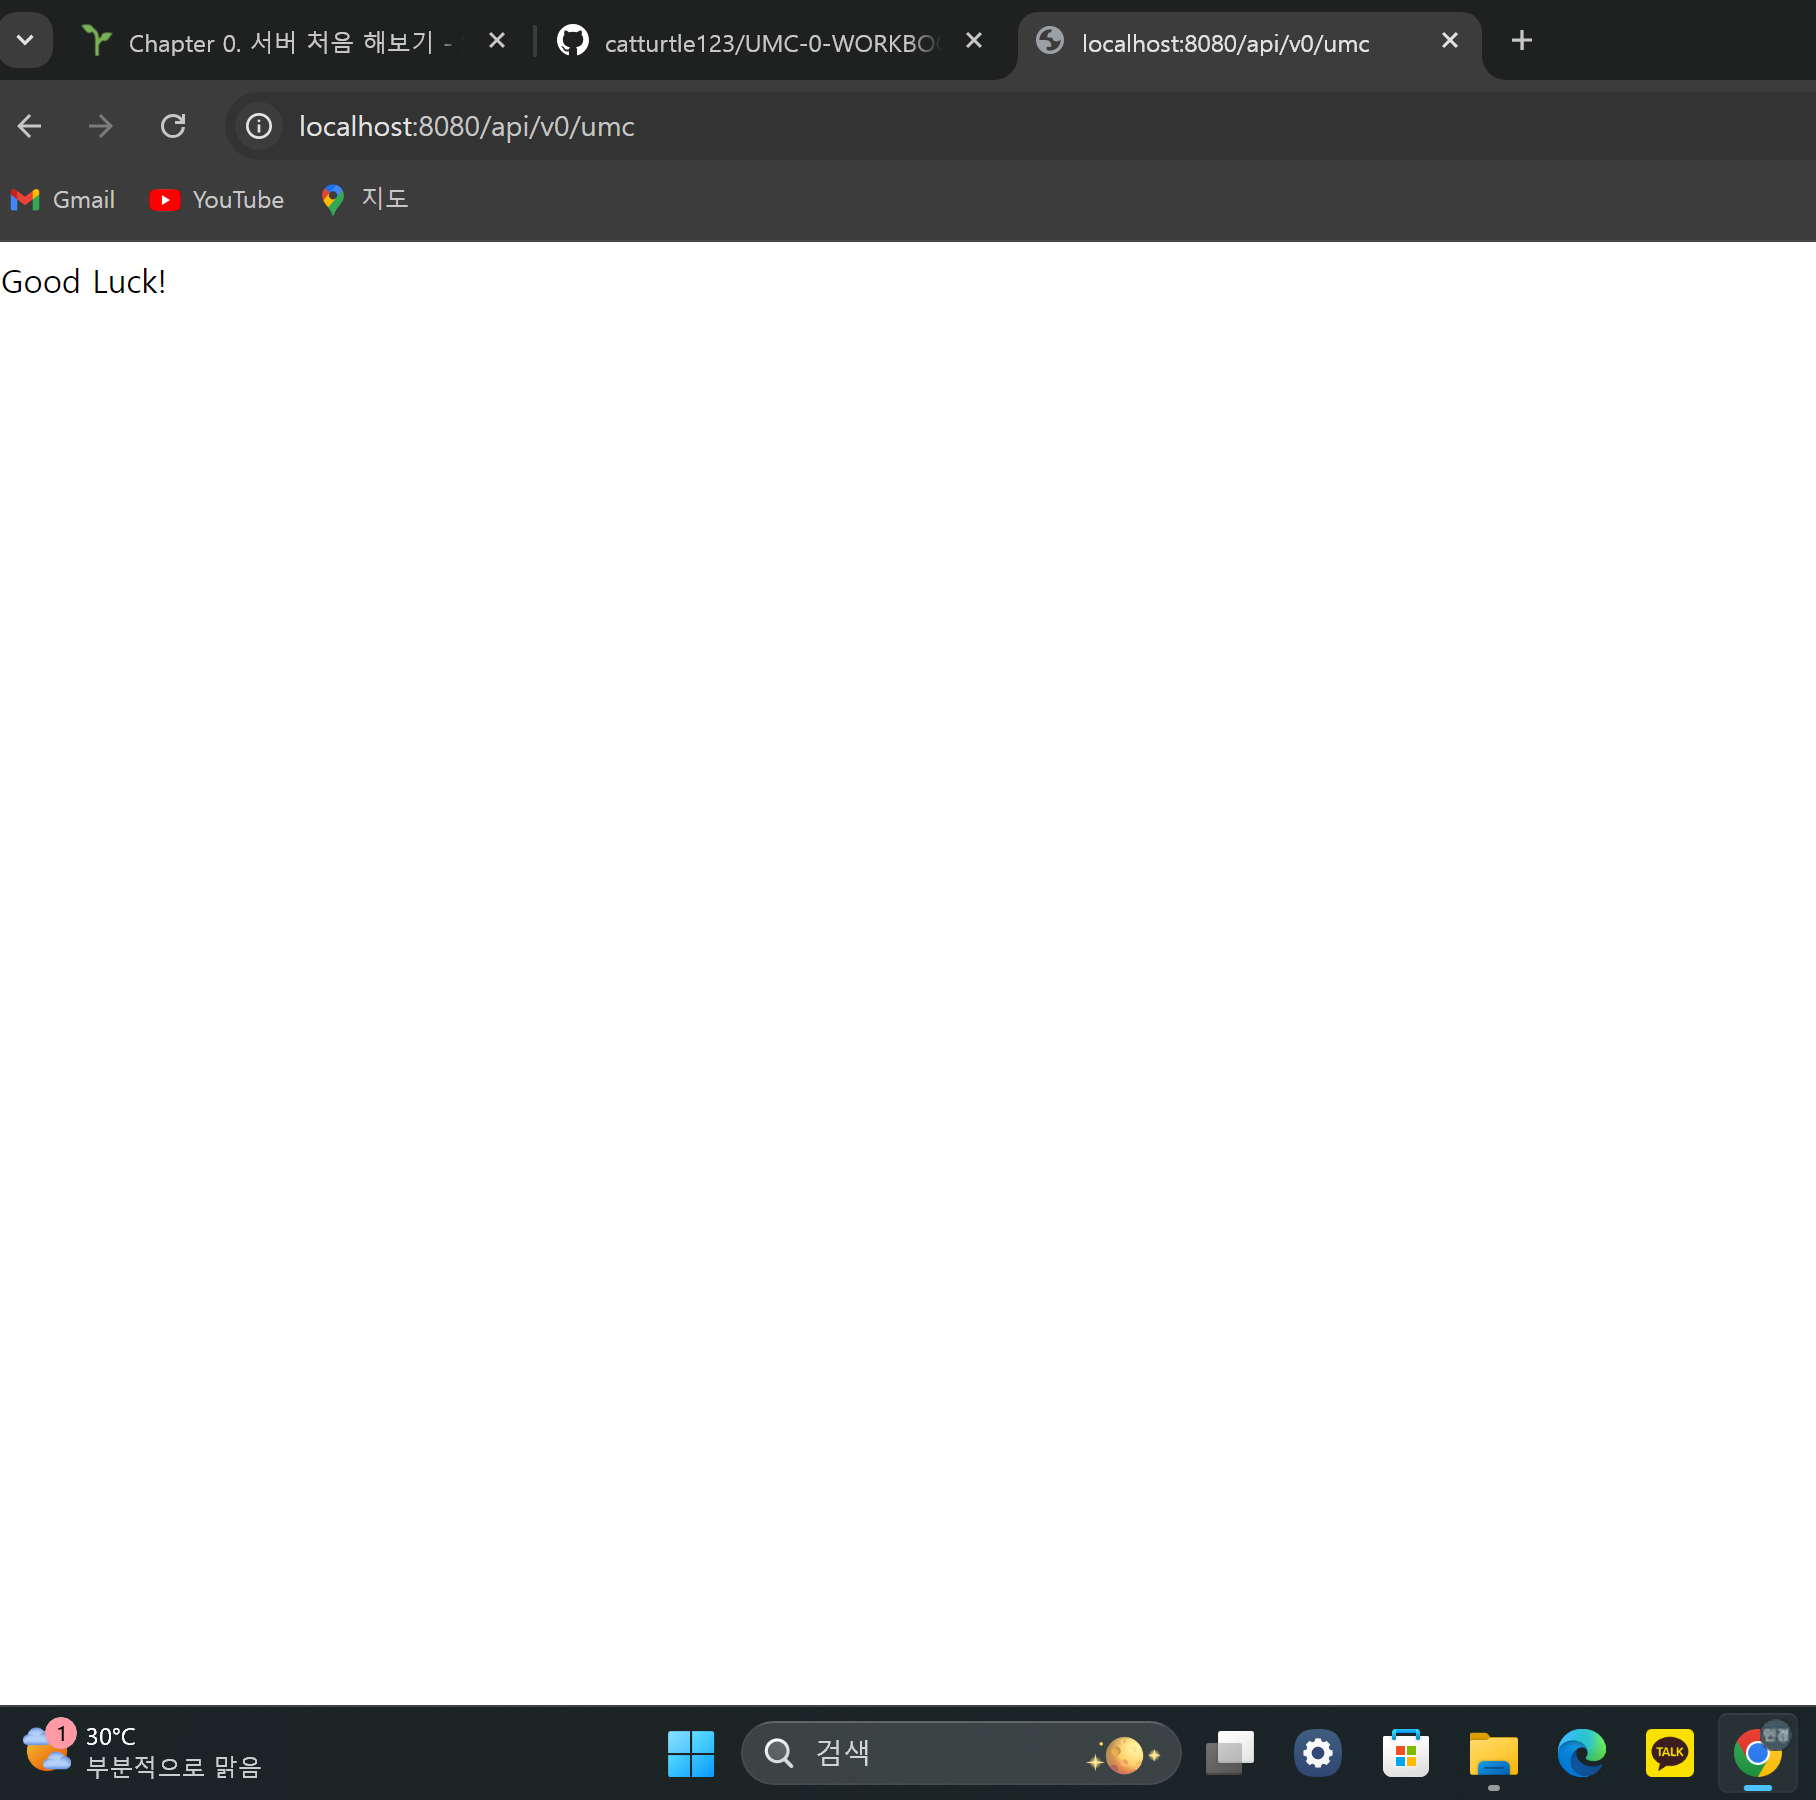 Chapter 0. 서버 처음 해보기 -
catturtle123/UMC-0-WORKBO
localhost:8080/api/v0/umc
localhost:8080/api/v0/umc
Gmail
YouTube
지도
Good Luck!
1
30°C
부분적으로 맑음
검색
TALK
민경